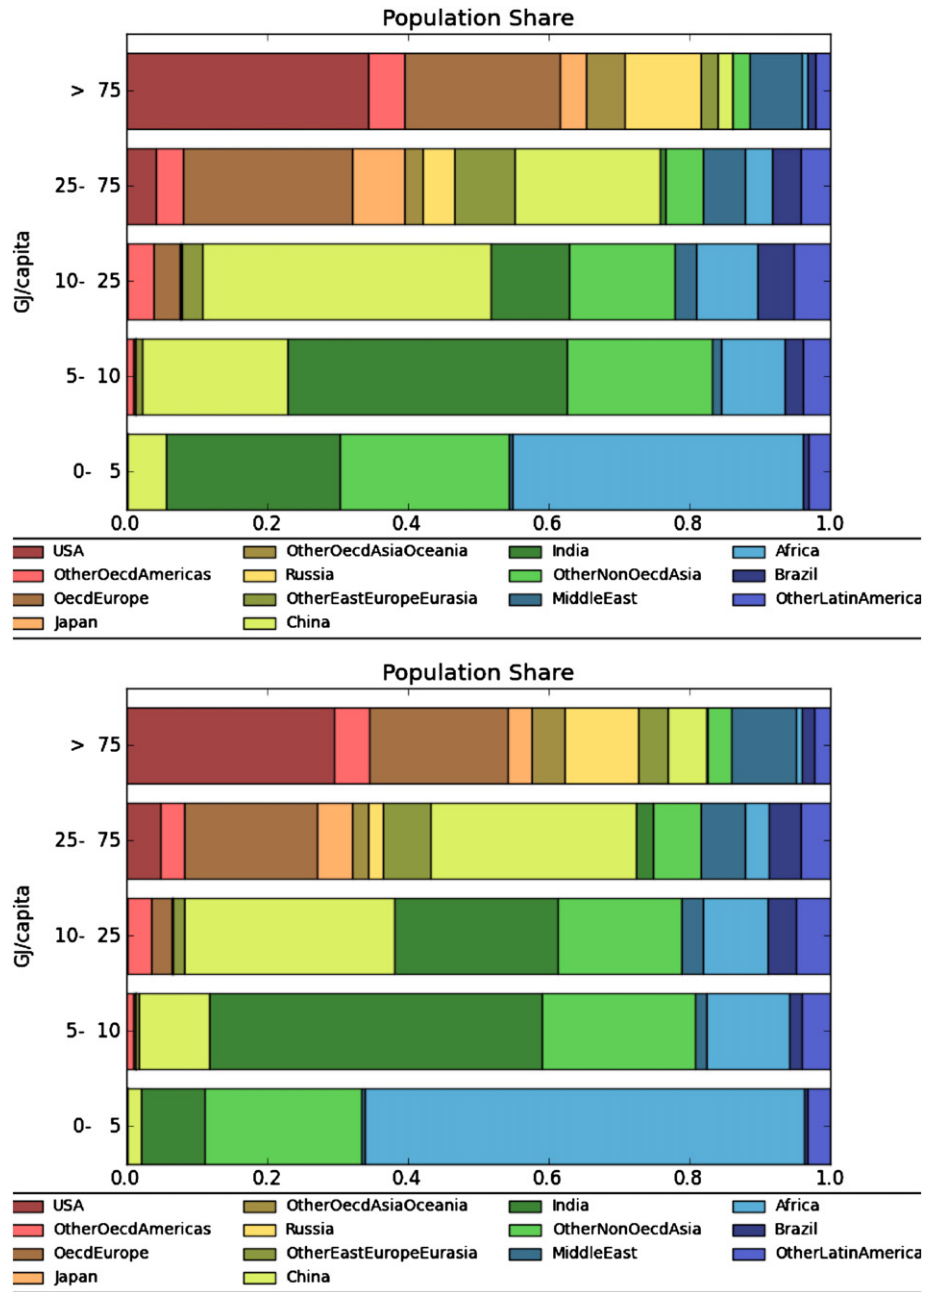 Population Share
> 75
25- 75
10- 25
5- 10
0- 5
GJ/capita
0.0 0.2 0.4 0.6 0.8 1.0
USA OtherOecdAsiaOceania India Africa
OtherOecdAmericas Russia OtherNonOecdAsia Brazil
OecdEurope OtherEastEuropeEurasia MiddleEast OtherLatinAmerica
Japan China
Population Share
> 75
25- 75
10- 25
5- 10
0- 5
GJ/capita
0.0 0.2 0.4 0.6 0.8 1.0
USA OtherOecdAsiaOceania India Africa
OtherOecdAmericas Russia OtherNonOecdAsia Brazil
OecdEurope OtherEastEuropeEurasia MiddleEast OtherLatinAmerica
Japan China